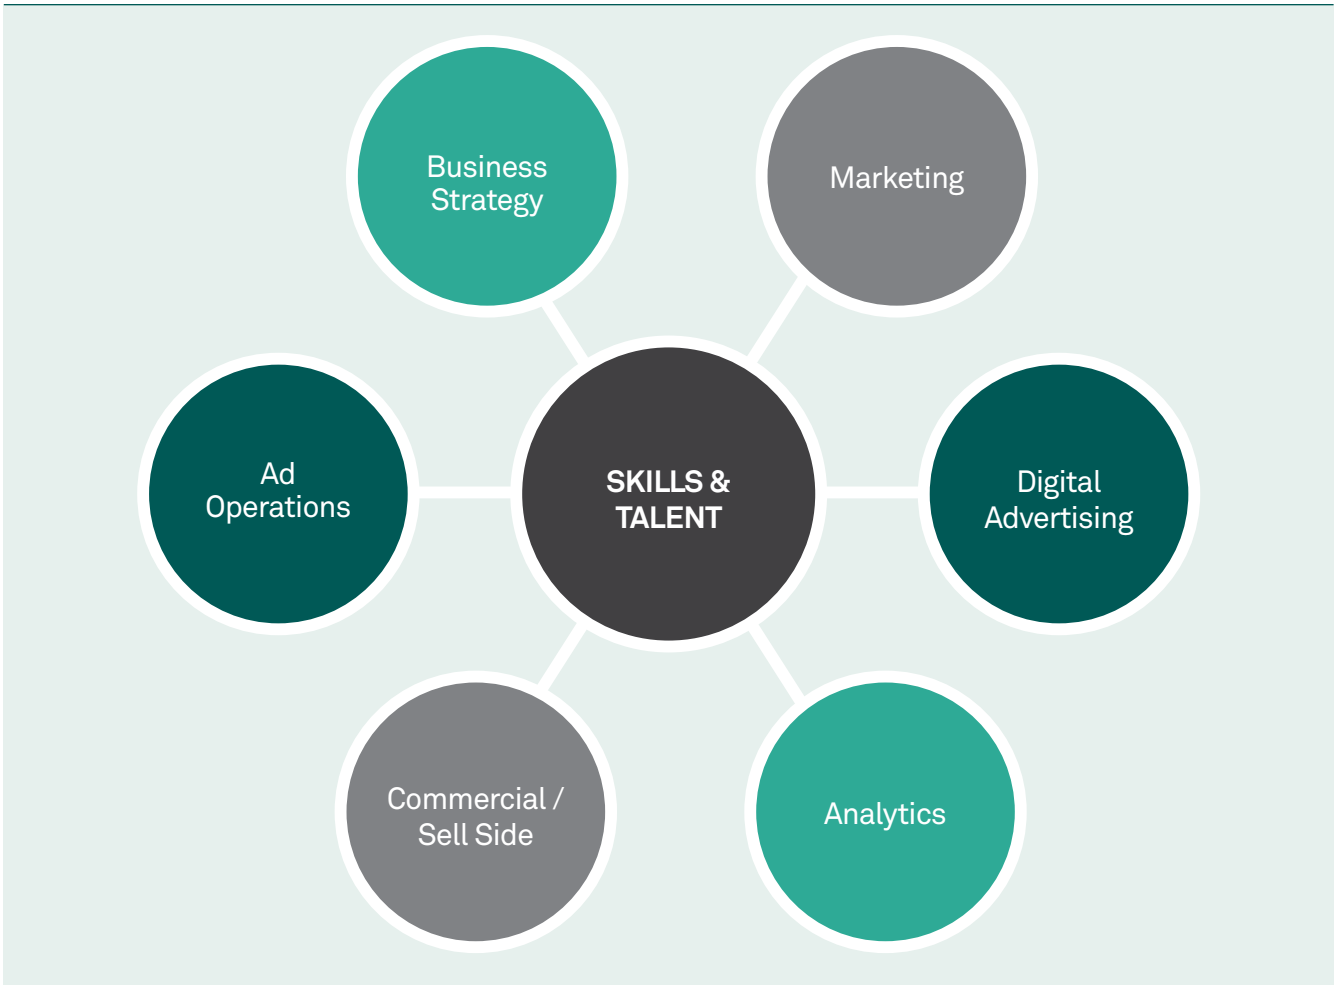 Business
Strategy
Marketing
Ad
Operations
SKILLS &
TALENT
Digital
Advertising
Commercial /
Sell Side
Analytics